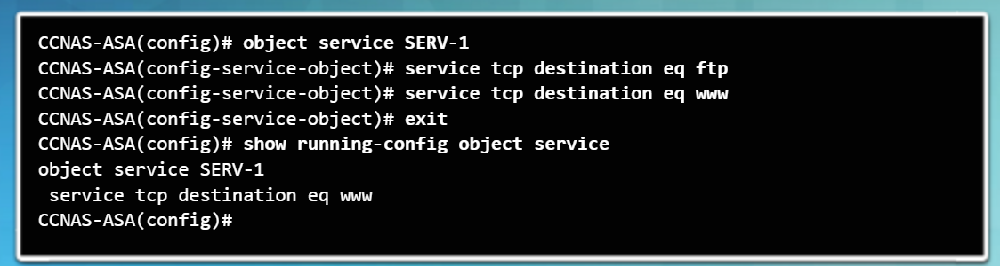 CCNAS-ASA(config)# object service SERV-1
CCNAS-ASA(config-service-object)# service tcp destination eq ftp
CCNAS-ASA(config-service-object)# service tcp destination eq www
CCNAS-ASA(config-service-object)# exit
CCNAS-ASA(config)# show running-config object service
object service SERV-1
 service tcp destination eq www
CCNAS-ASA(config)#